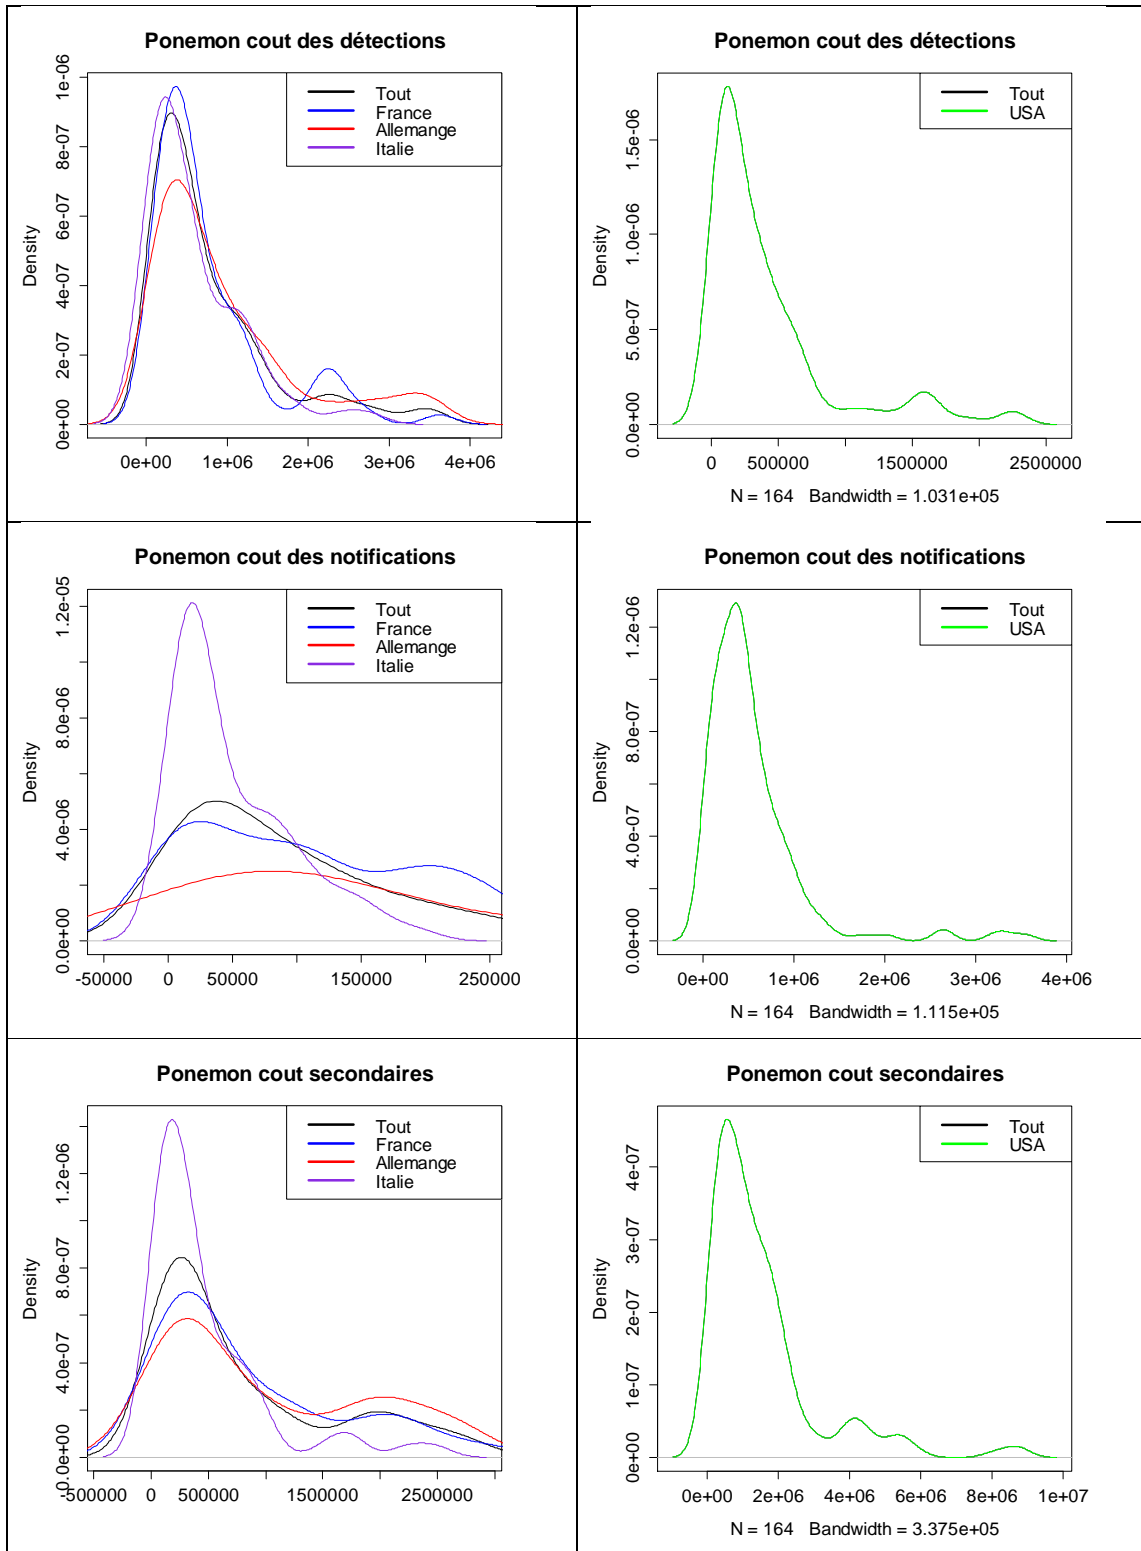 Ponemon cout des détections
Density
0e+00 2e-07 4e-07 6e-07 8e-07 1e-06
Tout
France
Allemange
Italie
0e+00 1e+06 2e+06 3e+06 4e+06
Ponemon cout des détections
Density
0.0e+00 5.0e-07 1.0e-06 1.5e-06
Tout
USA
0 500000 1500000 2500000
N = 164 Bandwidth = 1.031e+05
Ponemon cout des notifications
Density
0.0e+00 4.0e-06 8.0e-06 1.2e-05
Tout
France
Allemange
Italie
-50000 0 50000 150000 250000
Ponemon cout des notifications
Density
0.0e+00 4.0e-07 8.0e-07 1.2e-06
Tout
USA
0e+00 1e+06 2e+06 3e+06 4e+06
N = 164 Bandwidth = 1.115e+05
Ponemon cout secondaires
Density
0.0e+00 4.0e-07 8.0e-07 1.2e-06
Tout
France
Allemange
Italie
-500000 0 500000 1500000 2500000
Ponemon cout secondaires
Density
0e+00 1e-07 2e-07 3e-07 4e-07
Tout
USA
0e+00 2e+06 4e+06 6e+06 8e+06 1e+07
N = 164 Bandwidth = 3.375e+05